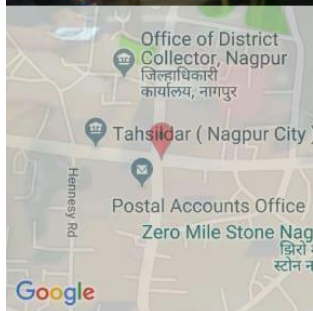 Office of District
Collector, Nagpur
जिल्हाधिकारी
कार्यालय, नागपुर
Tahsildar ( Nagpur City )
Hennesy Rd
Postal Accounts Office
Zero Mile Stone Nag
झिरो
स्टोन न
Google